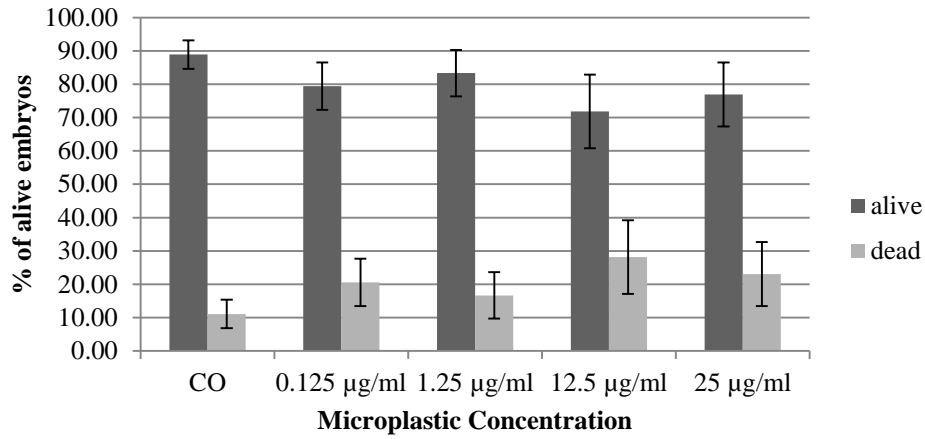 100.00
90.00
80.00
70.00
60.00
50.00
40.00
30.00
20.00
10.00
0.00
% of alive embryos
CO 0.125 µg/ml 1.25 µg/ml 12.5 µg/ml 25 µg/ml
Microplastic Concentration
alive
dead